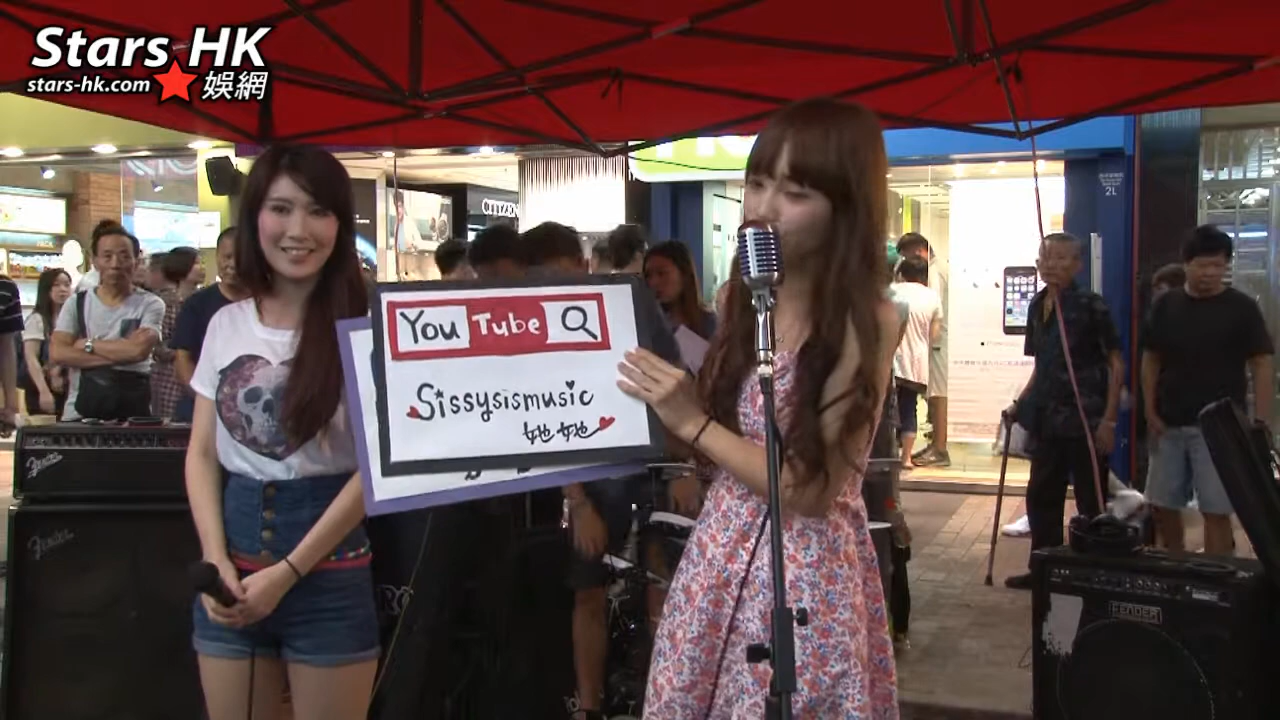 Stars HK
stars-hk.com 娛網
CITIZEN
2L
You Tube
Sissysismusic
她她
Fender
Fender
FENDER